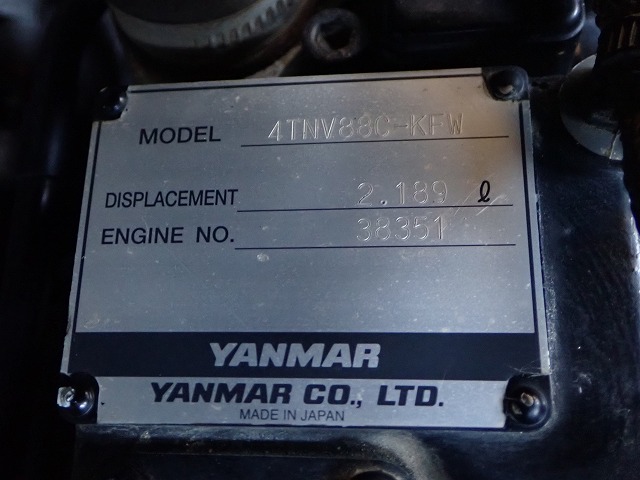 MODEL 4TNV88C-KFW
DISPLACEMENT 2.189 ℓ
ENGINE NO. 38351
YANMAR
YANMAR CO., LTD.
MADE IN JAPAN